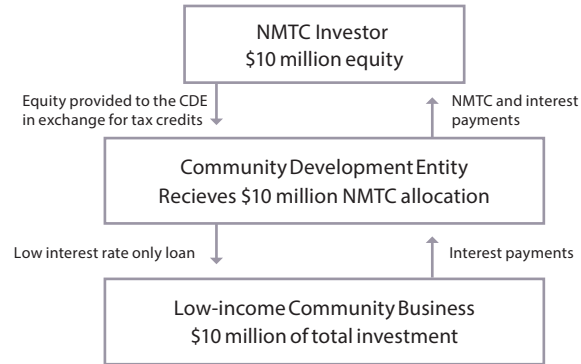 NMTC Investor
$10 million equity
Equity provided to the CDE
in exchange for tax credits
NMTC and interest
payments
Community Development Entity
Recieves $10 million NMTC allocation
Low interest rate only loan
Interest payments
Low-income Community Business
$10 million of total investment